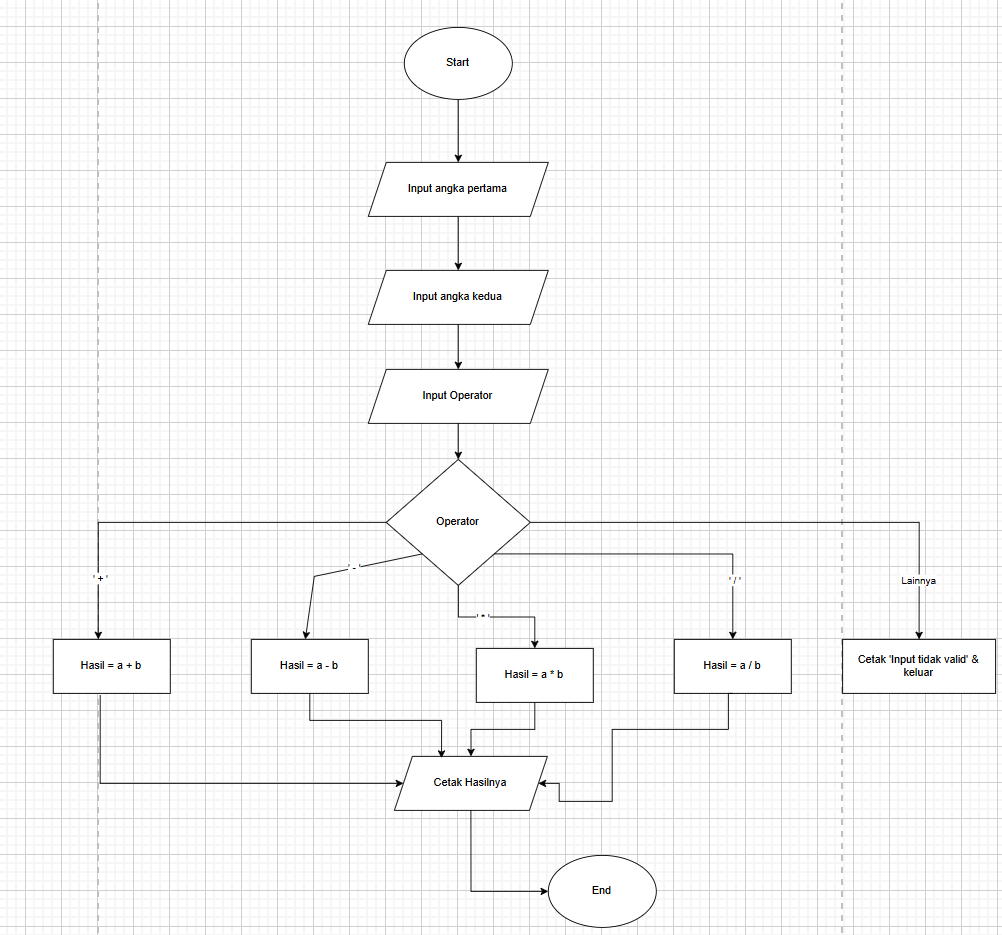 Start
Input angka pertama
Input angka kedua
Input Operator
Operator
' + '
' - '
' * '
' / '
Lainnya
Hasil = a + b
Hasil = a - b
Hasil = a * b
Hasil = a / b
Cetak 'Input tidak valid' &
keluar
Cetak Hasilnya
End